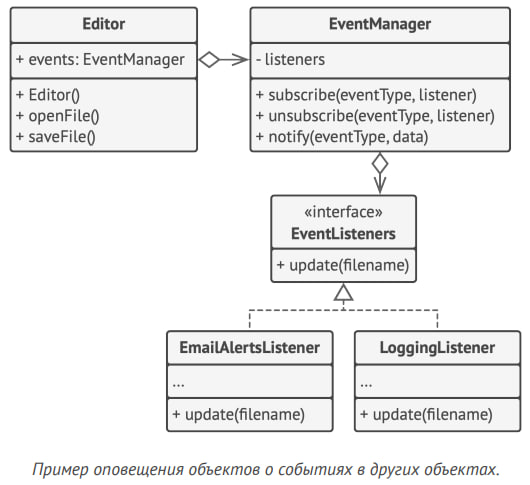 Editor
+ events: EventManager
+ Editor()
+ openFile()
+ saveFile()
EventManager
- listeners
+ subscribe(eventType, listener)
+ unsubscribe(eventType, listener)
+ notify(eventType, data)
«interface»
EventListeners
+ update(filename)
EmailAlertsListener
...
+ update(filename)
LoggingListener
...
+ update(filename)
Пример оповещения объектов о событиях в других объектах.